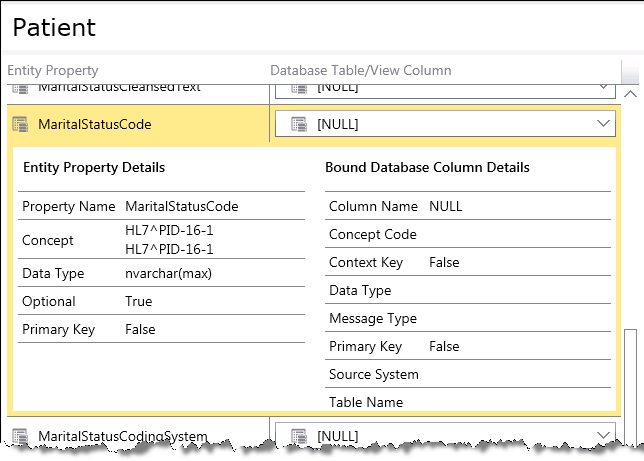 Patient
Entity Property Database Table/View Column
MaritalStatusCleansedText [NULL]
MaritalStatusCode [NULL]
Entity Property Details Bound Database Column Details
Property Name MaritalStatusCode Column Name NULL
Concept HL7^PID-16-1 Concept Code
HL7^PID-16-1 Context Key False
Data Type nvarchar(max) Data Type
Optional True Message Type
Primary Key False Primary Key False
Source System
Table Name
MaritalStatusCodingSystem [NULL]